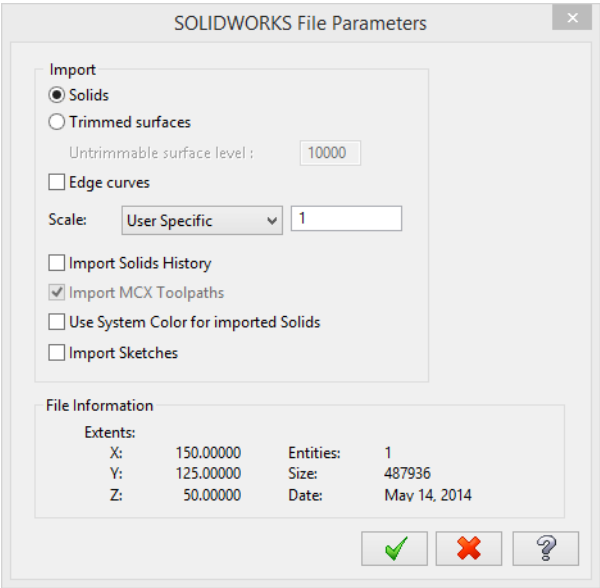 SOLIDWORKS File Parameters
Import
Solids
Trimmed surfaces
Untrimmable surface level : 10000
Edge curves
Scale: User Specific 1
Import Solids History
Import MCX Toolpaths
Use System Color for imported Solids
Import Sketches
File Information
Extents:
X: 150.00000 Entities: 1
Y: 125.00000 Size: 487936
Z: 50.00000 Date: May 14, 2014